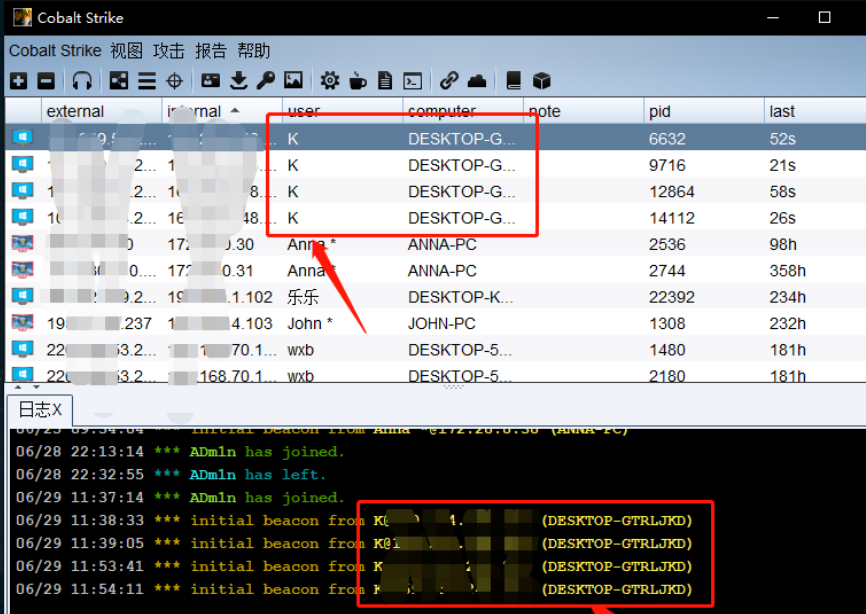 Cobalt Strike
Cobalt Strike 视图 攻击 报告 帮助
external internal user computer note pid last
K DESKTOP-G... 6632 52s
2... K DESKTOP-G... 9716 21s
K DESKTOP-G... 12864 58s
K DESKTOP-G... 14112 26s
Anna * ANNA-PC 2536 98h
Anna * ANNA-PC 2744 358h
乐乐 DESKTOP-K... 22392 234h
John * JOHN-PC 1308 232h
wxb DESKTOP-5... 1480 181h
wxb DESKTOP-5... 2180 181h
日志X
initial beacon from Anna
06/28 22:13:14 *** ADm1n has joined.
06/28 22:32:55 *** ADm1n has left.
06/29 11:37:14 *** ADm1n has joined.
06/29 11:38:33 *** initial beacon from K@ (DESKTOP-GTRLJKD)
06/29 11:39:05 *** initial beacon from K@ (DESKTOP-GTRLJKD)
06/29 11:53:41 *** initial beacon from K (DESKTOP-GTRLJKD)
06/29 11:54:11 *** initial beacon from K (DESKTOP-GTRLJKD)